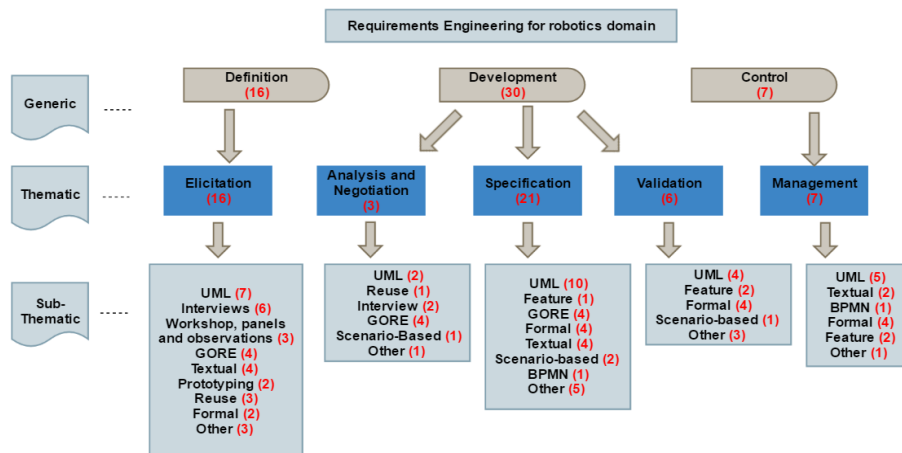 Requirements Engineering for robotics domain
Generic
-----
Definition
(16)
Development
(30)
Control
(7)
Thematic
-----
Elicitation
(16)
Analysis and
Negotiation
(3)
Specification
(21)
Validation
(6)
Management
(7)
Sub-
Thematic
-----
UML (7)
Interviews (6)
Workshop, panels
and observations (3)
GORE (4)
Textual (4)
Prototyping (2)
Reuse (3)
Formal (2)
Other (3)
UML (2)
Reuse (1)
Interview (2)
GORE (4)
Scenario-Based (1)
Other (1)
UML (10)
Feature (1)
GORE (4)
Formal (4)
Textual (4)
Scenario-based (2)
BPMN (1)
Other (5)
UML (4)
Feature (2)
Formal (4)
Scenario-based (1)
Other (3)
UML (5)
Textual (2)
BPMN (1)
Formal (4)
Feature (2)
Other (1)